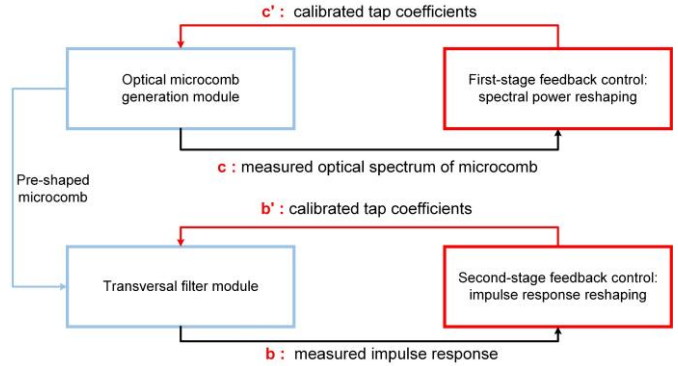 c' : calibrated tap coefficients
Optical microcomb
generation module
First-stage feedback control:
spectral power reshaping
c : measured optical spectrum of microcomb
Pre-shaped
microcomb
b' : calibrated tap coefficients
Transversal filter module
Second-stage feedback control:
impulse response reshaping
b : measured impulse response